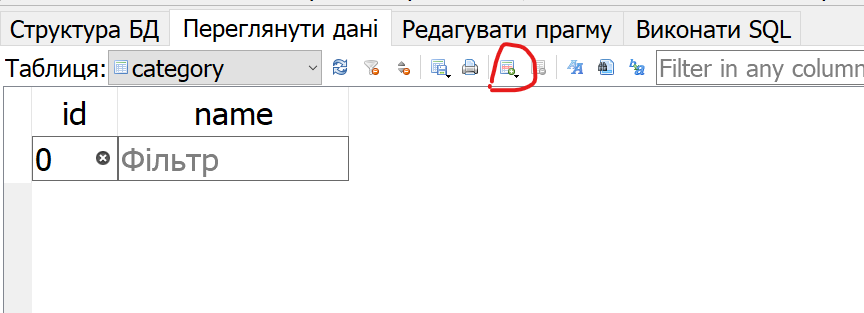 Структура БД Переглянути дані Редагувати прагму Виконати SQL
Таблиця: category Filter in any column
id name
0 Фільтр